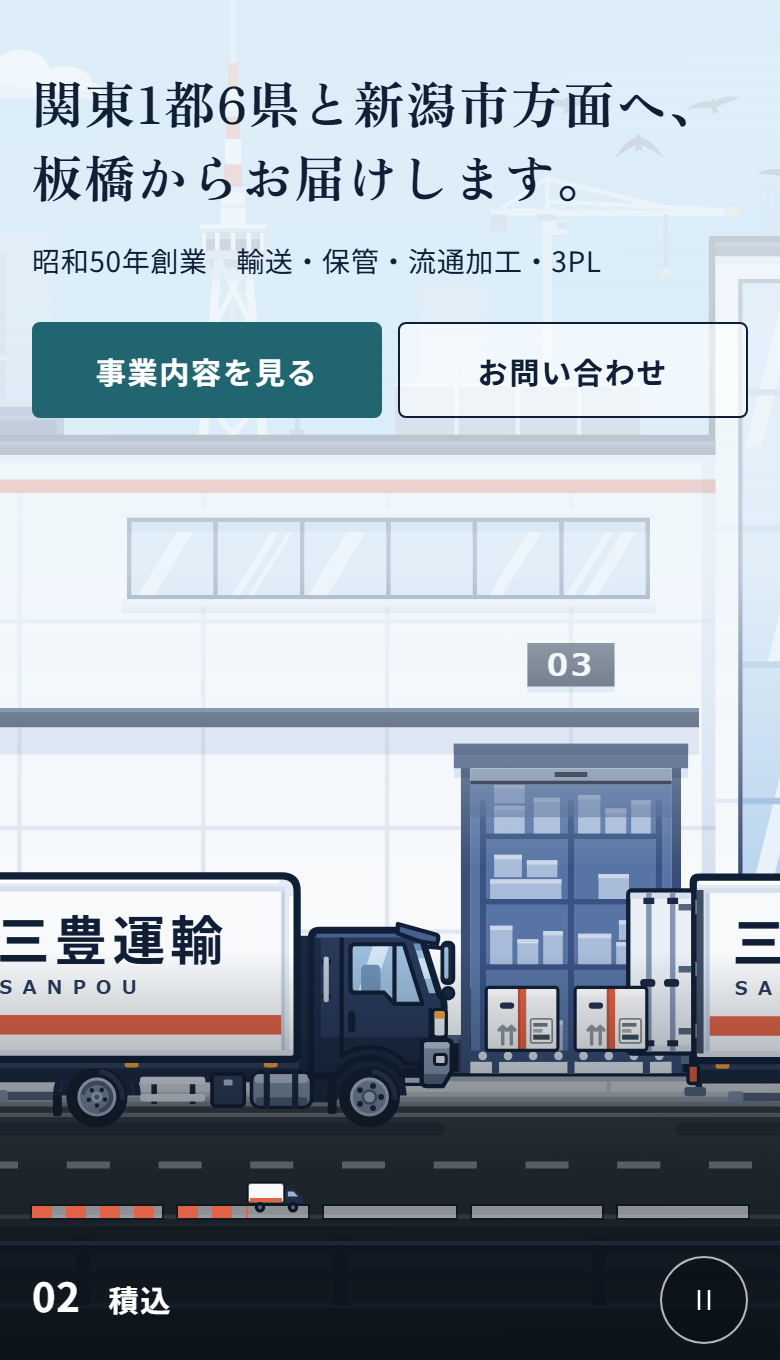 関東1都6県と新潟市方面へ、
板橋からお届けします。
昭和50年創業　輸送・保管・流通加工・3PL
事業内容を見る
お問い合わせ
03
三豊運輸
SANPOU
三
SA
02 積込